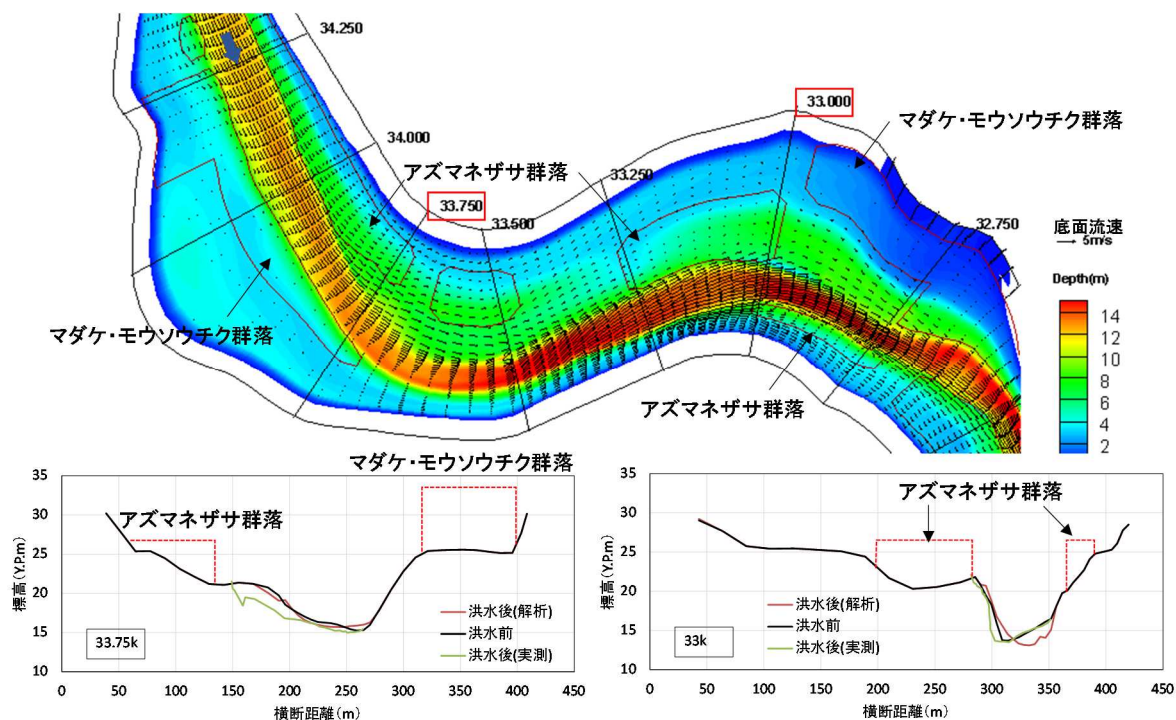 34.250
33.000
マダケ・モウソウチク群落
34.000
アズマネザサ群落
33.250
33.750
33.500
32.750
底面流速
5m/s
Depth(m)
14
12
10
8
6
4
2
マダケ・モウソウチク群落
アズマネザサ群落
マダケ・モウソウチク群落
アズマネザサ群落
標高(Y.P.m)
35
30
25
20
15
10
洪水後(解析)
洪水前
洪水後(実測)
33.75k
0 50 100 150 200 250 300 350 400 450
横断距離(m)
アズマネザサ群落
標高(Y.P.m)
35
30
25
20
15
10
洪水後(解析)
洪水前
洪水後(実測)
33k
0 50 100 150 200 250 300 350 400 450
横断距離(m)